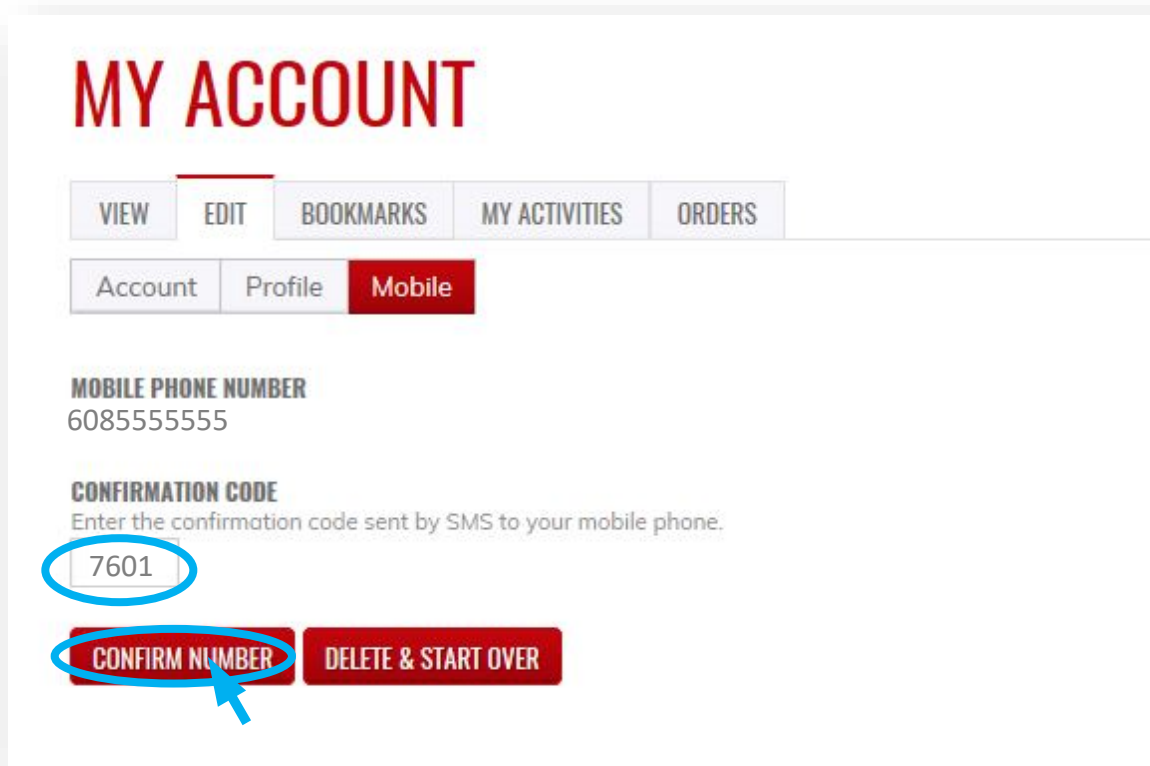 MY ACCOUNT
VIEW EDIT BOOKMARKS MY ACTIVITIES ORDERS
Account Profile Mobile
MOBILE PHONE NUMBER
6085555555
CONFIRMATION CODE
Enter the confirmation code sent by SMS to your mobile phone.
7601
CONFIRM NUMBER DELETE & START OVER